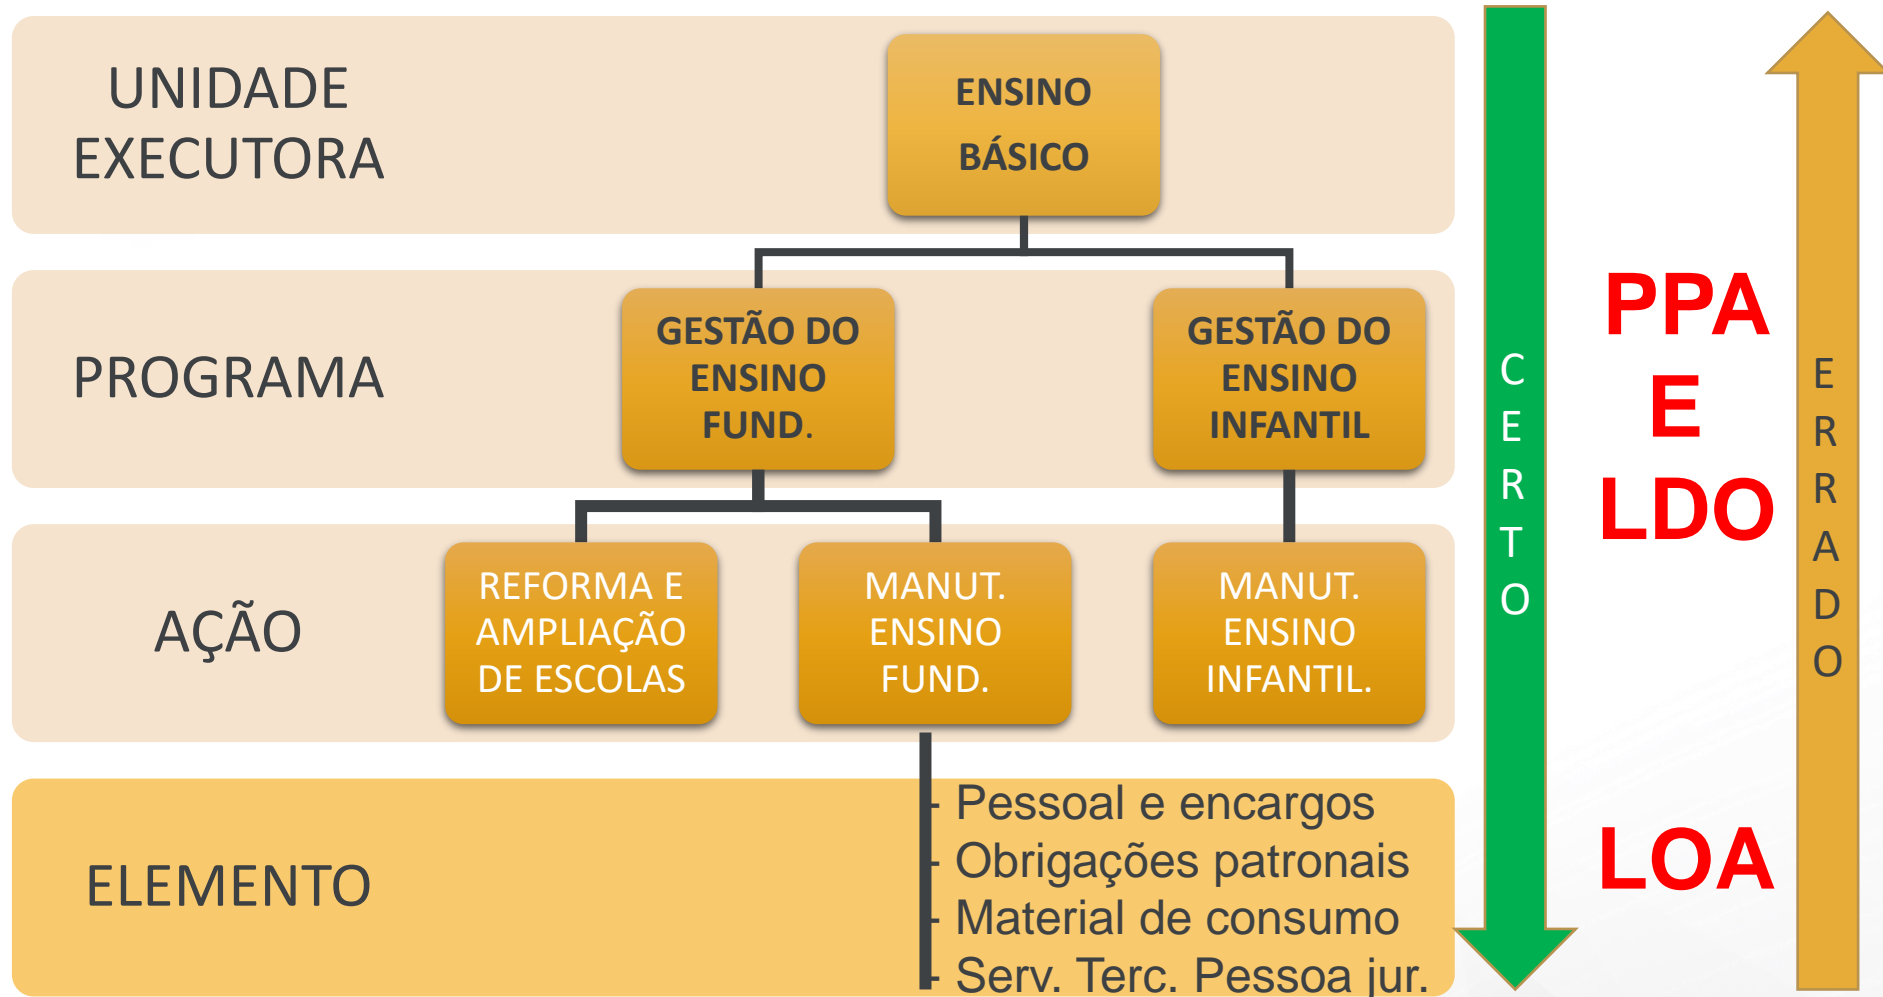 UNIDADE
EXECUTORA
ENSINO
BÁSICO
PROGRAMA
GESTÃO DO
ENSINO
FUND.
GESTÃO DO
ENSINO
INFANTIL
AÇÃO
REFORMA E
AMPLIAÇÃO
DE ESCOLAS
MANUT.
ENSINO
FUND.
MANUT.
ENSINO
INFANTIL.
ELEMENTO
- Pessoal e encargos
- Obrigações patronais
- Material de consumo
- Serv. Terc. Pessoa jur.
C
E
R
T
O
PPA
E
LDO
LOA
E
R
R
A
D
O